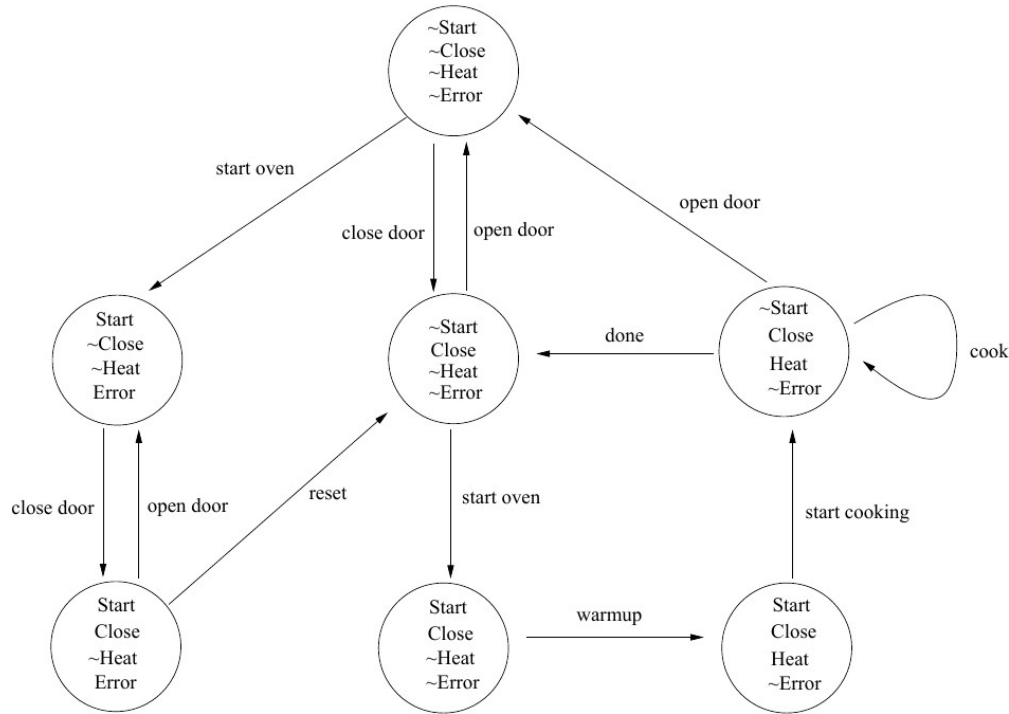 ~Start
~Close
~Heat
~Error
start oven
close door
open door
open door
Start
~Close
~Heat
Error
~Start
Close
~Heat
~Error
done
~Start
Close
Heat
~Error
cook
close door
open door
reset
start oven
start cooking
Start
Close
~Heat
Error
Start
Close
~Heat
~Error
warmup
Start
Close
Heat
~Error